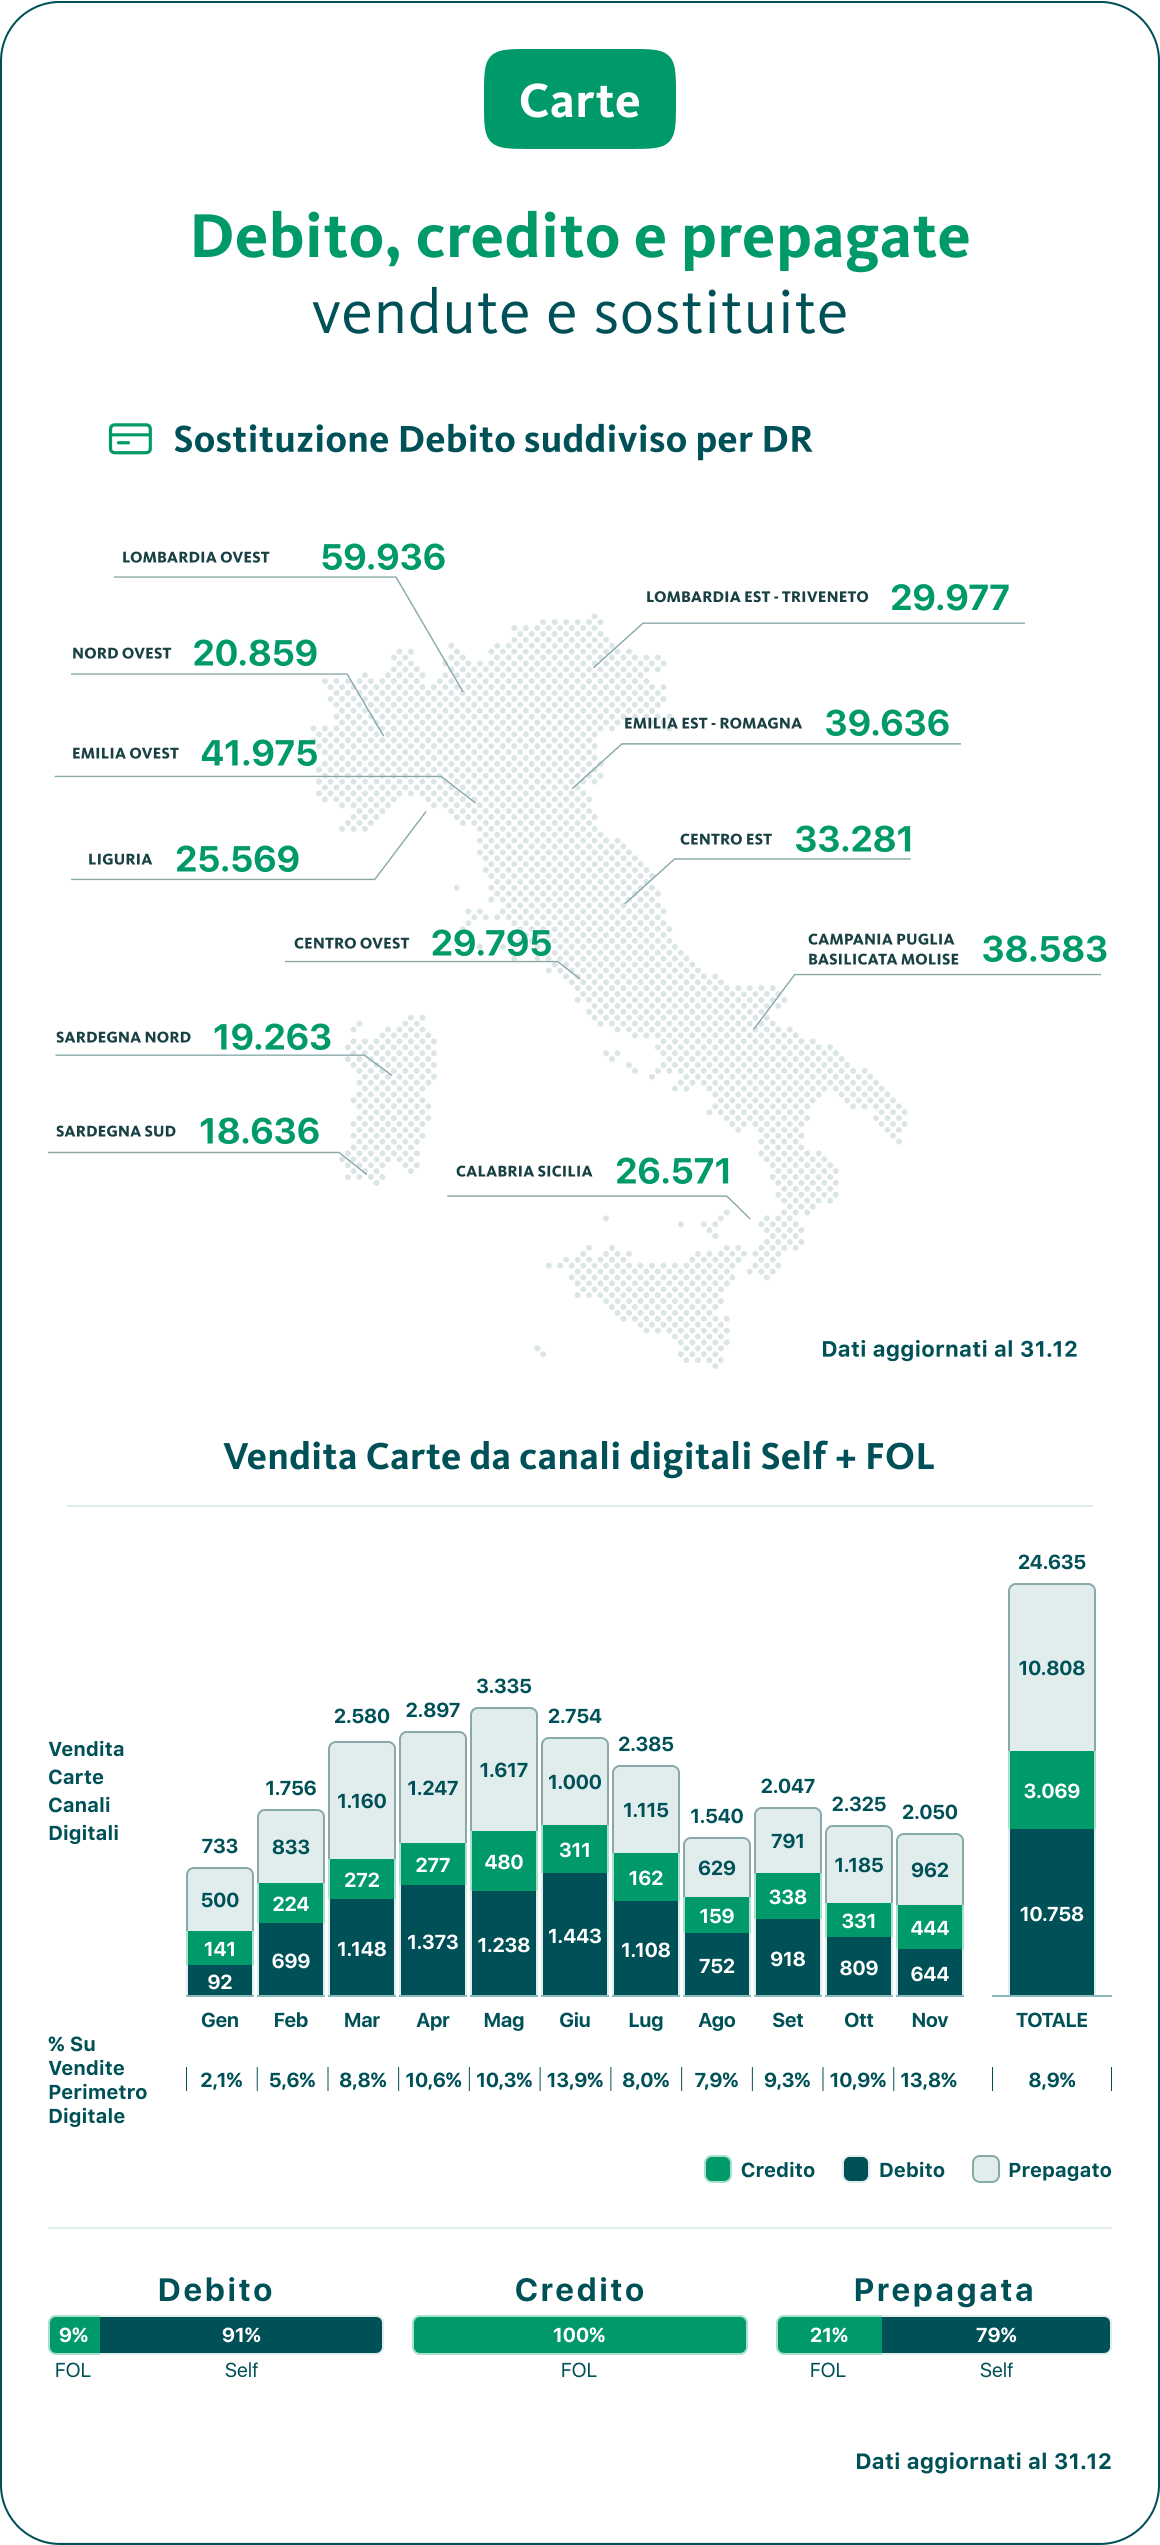 Carte
Debito, credito e prepagate
vendute e sostituite
Sostituzione Debito suddiviso per DR
LOMBARDIA OVEST 59.936
LOMBARDIA EST - TRIVENETO 29.977
NORD OVEST 20.859
EMILIA EST - ROMAGNA 39.636
EMILIA OVEST 41.975
CENTRO EST 33.281
LIGURIA 25.569
CENTRO OVEST 29.795
CAMPANIA PUGLIA
BASILICATA MOLISE 38.583
SARDEGNA NORD 19.263
SARDEGNA SUD 18.636
CALABRIA SICILIA 26.571
Dati aggiornati al 31.12
Vendita Carte da canali digitali Self + FOL
Vendita
Carte
Canali
Digitali
733
500
141
92
Gen
1.756
833
224
699
Feb
2.580
1.160
272
1.148
Mar
2.897
1.247
277
1.373
Apr
3.335
1.617
480
1.238
Mag
2.754
1.000
311
1.443
Giu
2.385
1.115
162
1.108
Lug
1.540
629
159
752
Ago
2.047
791
338
918
Set
2.325
1.185
331
809
Ott
2.050
962
444
644
Nov
24.635
10.808
3.069
10.758
TOTALE
% Su
Vendite
Perimetro
Digitale
2,1% 5,6% 8,8% 10,6% 10,3% 13,9% 8,0% 7,9% 9,3% 10,9% 13,8% 8,9%
Credito Debito Prepagato
Debito
9% 91%
FOL Self
Credito
100%
FOL
Prepagata
21% 79%
FOL Self
Dati aggiornati al 31.12